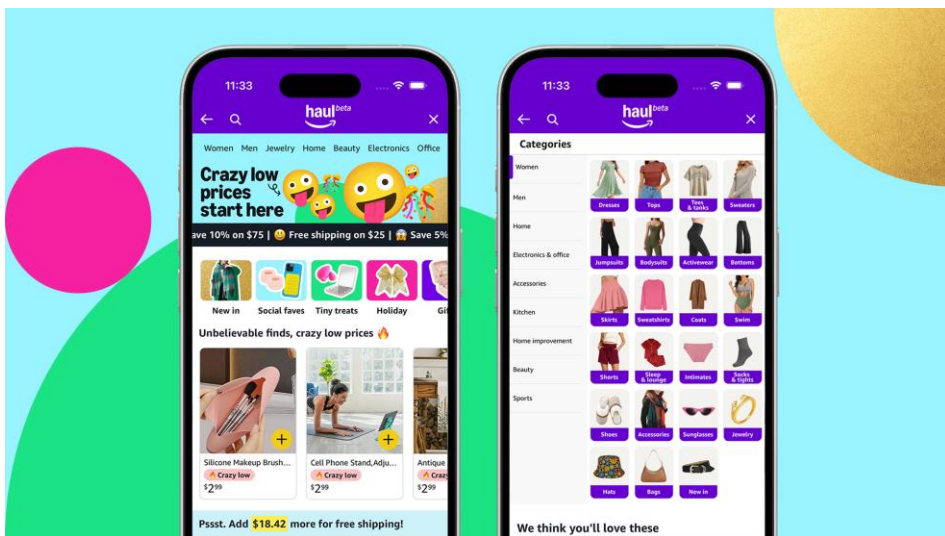 11:33
haul beta
Women Men Jewelry Home Beauty Electronics Office
Crazy low
prices
start here
ave 10% on $75 | Free shipping on $25 | Save 5%
New in
Social faves
Tiny treats
Holiday
Gi
Unbelievable finds, crazy low prices
Silicone Makeup Brush...
Crazy low
$2.99
Cell Phone Stand,Adju...
Crazy low
$2.99
Antique
Crazy
$2.99
Pssst. Add $18.42 more for free shipping!
11:33
haul beta
Categories
Women
Men
Home
Electronics & office
Accessories
Kitchen
Home improvement
Beauty
Sports
Dresses
Tops
Tees
& tanks
Sweaters
Jumpsuits
Bodysuits
Activewear
Bottoms
Skirts
Sweatshirts
Coats
Swim
Shorts
Sleep
& lounge
Intimates
Socks
& tights
Shoes
Accessories
Sunglasses
Jewelry
Hats
Bags
New in
We think you'll love these